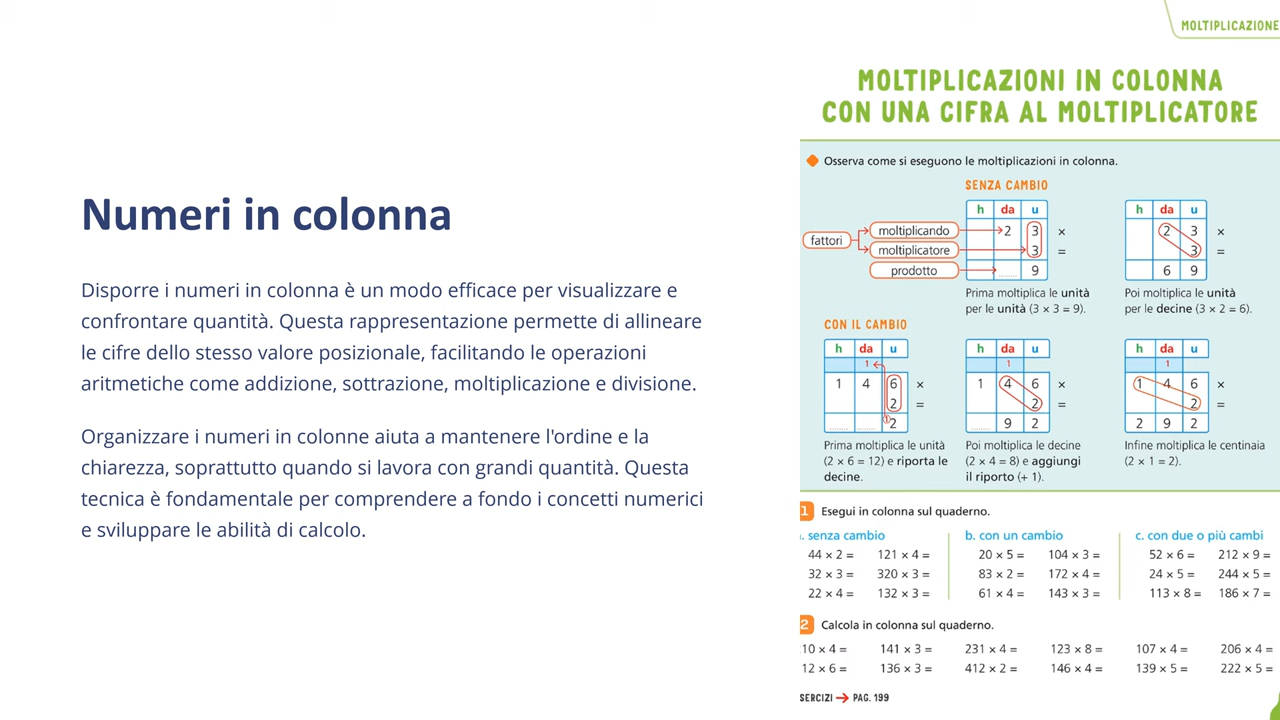 Numeri in colonna
Disporre i numeri in colonna è un modo efficace per visualizzare e
confrontare quantità. Questa rappresentazione permette di allineare
le cifre dello stesso valore posizionale, facilitando le operazioni
aritmetiche come addizione, sottrazione, moltiplicazione e divisione.
Organizzare i numeri in colonne aiuta a mantenere l'ordine e la
chiarezza, soprattutto quando si lavora con grandi quantità. Questa
tecnica è fondamentale per comprendere a fondo i concetti numerici
e sviluppare le abilità di calcolo.
MOLTIPLICAZIONE
MOLTIPLICAZIONI IN COLONNA
CON UNA CIFRA AL MOLTIPLICATORE
Osserva come si eseguono le moltiplicazioni in colonna.
SENZA CAMBIO
fattori
moltiplicando
moltiplicatore
prodotto
h da u
2 3 ×
3 =
........ 9
Prima moltiplica le unità
per le unità (3 × 3 = 9).
h da u
2 3 ×
3 =
6 9
Poi moltiplica le unità
per le decine (3 × 2 = 6).
CON IL CAMBIO
h da u
1
1 4 6 ×
2 =
........ ........ ① 2
Prima moltiplica le unità
(2 × 6 = 12) e riporta le
decine.
h da u
1
1 4 6 ×
2 =
........ 9 2
Poi moltiplica le decine
(2 × 4 = 8) e aggiungi
il riporto (+ 1).
h da u
1
1 4 6 ×
2 =
2 9 2
Infine moltiplica le centinaia
(2 × 1 = 2).
1 Esegui in colonna sul quaderno.
. senza cambio
44 × 2 = 121 × 4 =
32 × 3 = 320 × 3 =
22 × 4 = 132 × 3 =
b. con un cambio
20 × 5 = 104 × 3 =
83 × 2 = 172 × 4 =
61 × 4 = 143 × 3 =
c. con due o più cambi
52 × 6 = 212 × 9 =
24 × 5 = 244 × 5 =
113 × 8 = 186 × 7 =
2 Calcola in colonna sul quaderno.
10 × 4 = 141 × 3 = 231 × 4 = 123 × 8 = 107 × 4 = 206 × 4 =
12 × 6 = 136 × 3 = 412 × 2 = 146 × 4 = 139 × 5 = 222 × 5 =
SERCIZI → PAG. 199